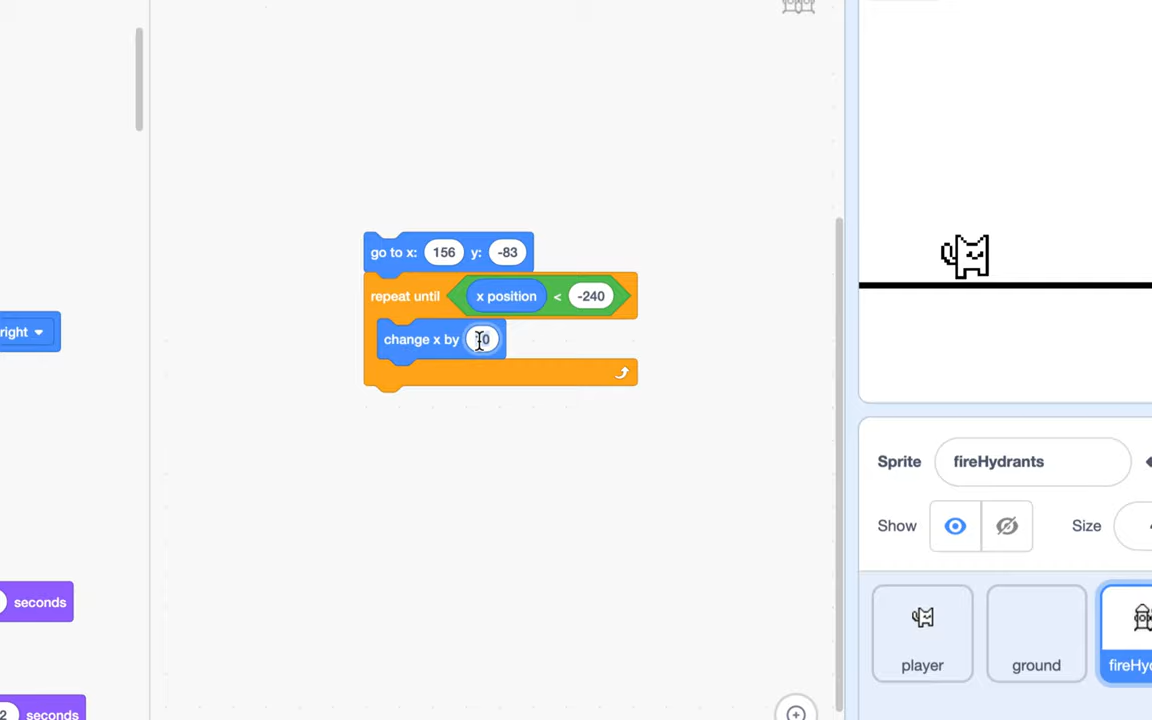 go to x: 156 y: -83
repeat until x position < -240
change x by
right
seconds
2 seconds
Sprite fireHydrants
Show Size
player ground